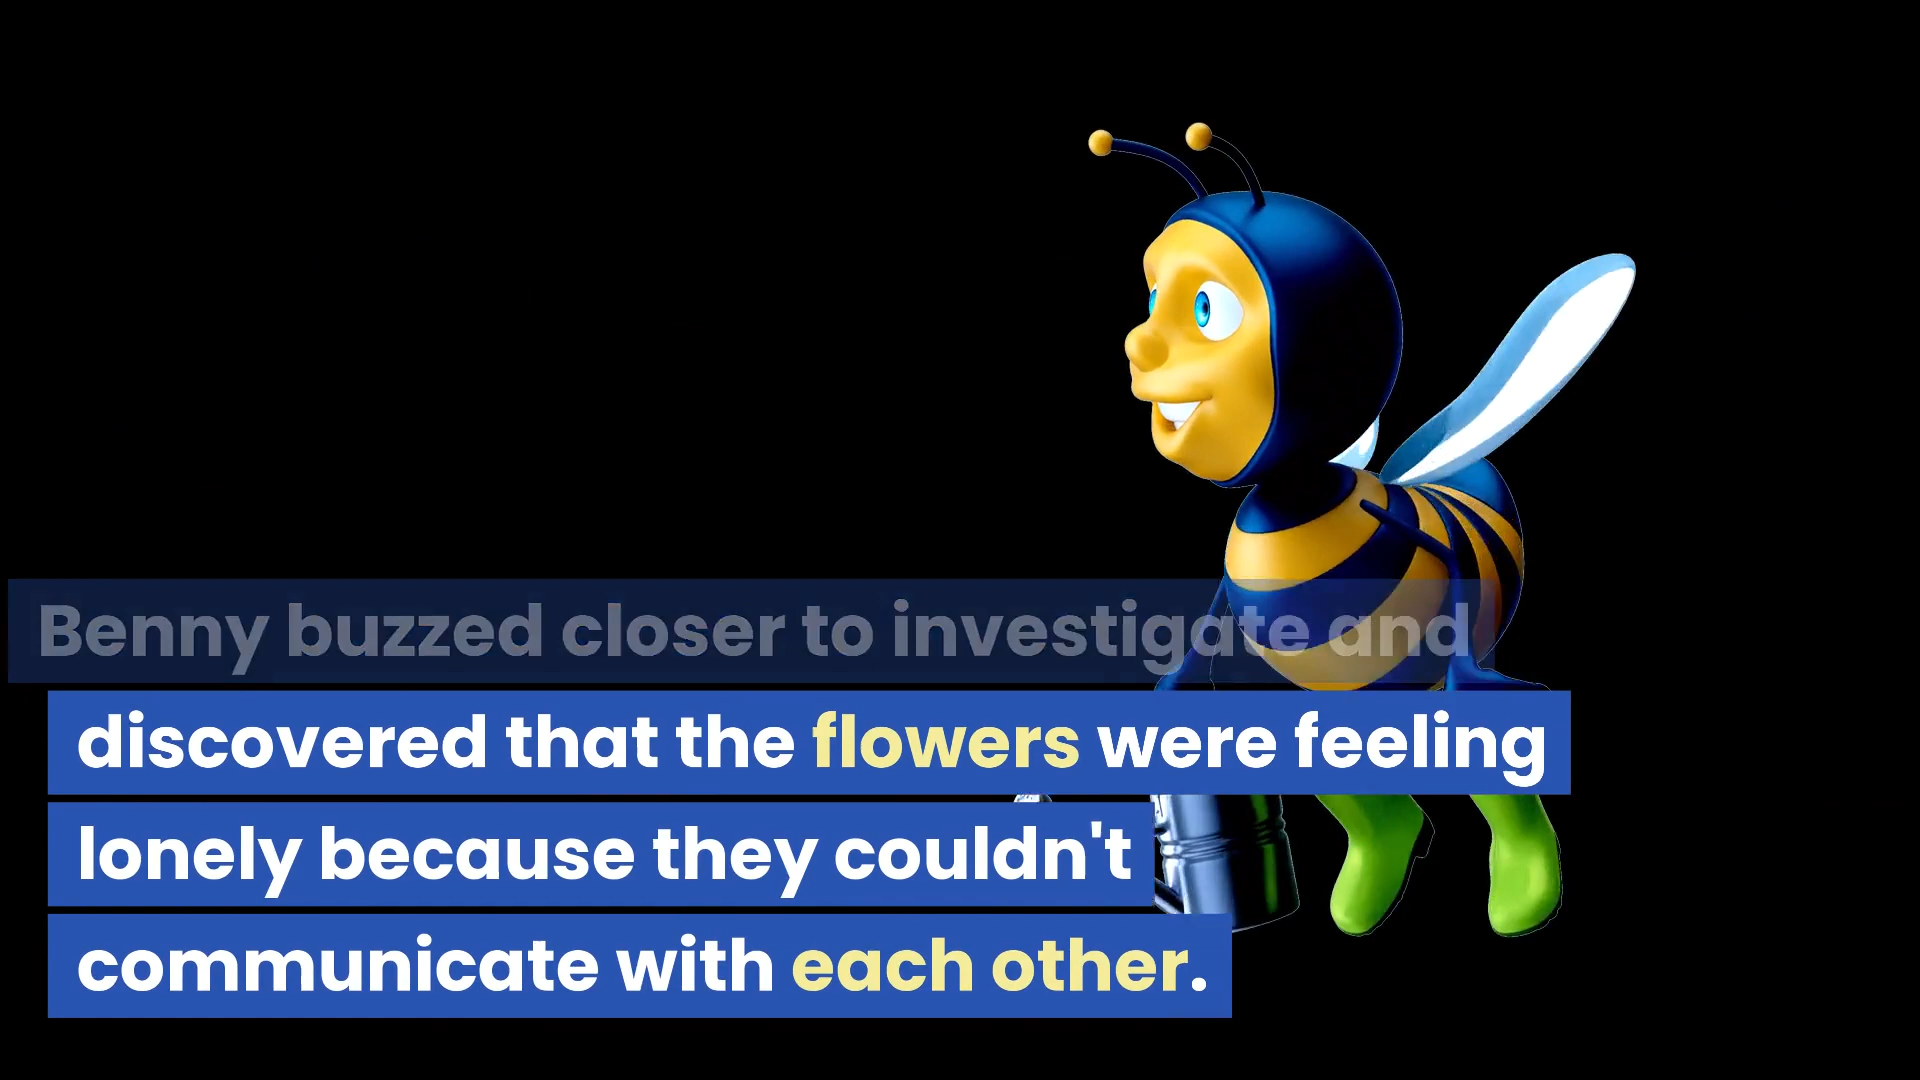 Benny buzzed closer to investigate and
discovered that the flowers were feeling
lonely because they couldn't
communicate with each other.